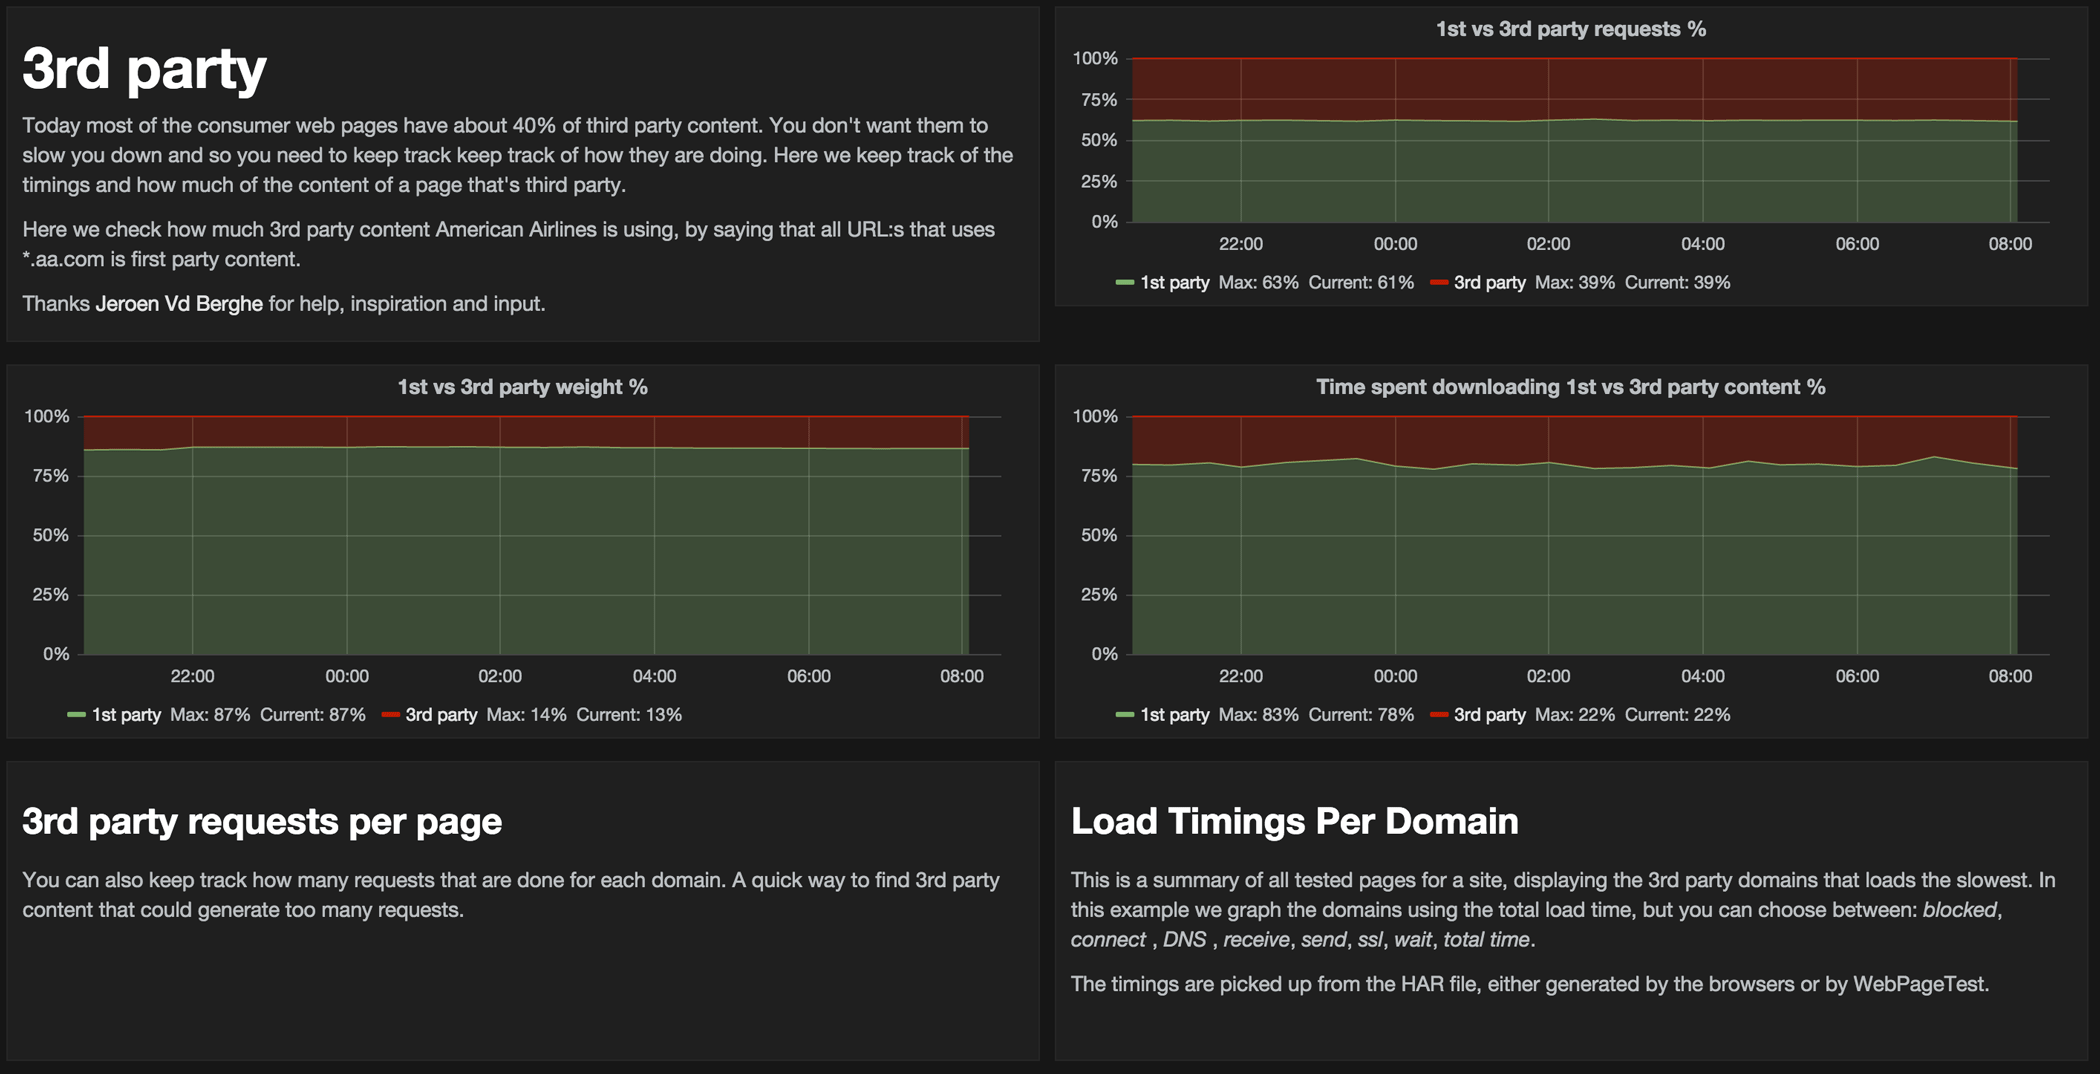 3rd party
Today most of the consumer web pages have about 40% of third party content. You don't want them to
slow you down and so you need to keep track keep track of how they are doing. Here we keep track of the
timings and how much of the content of a page that's third party.
Here we check how much 3rd party content American Airlines is using, by saying that all URL:s that uses
*.aa.com is first party content.
Thanks Jeroen Vd Berghe for help, inspiration and input.
1st vs 3rd party requests %
100%
75%
50%
25%
0%
22:00 00:00 02:00 04:00 06:00 08:00
1st party Max: 63% Current: 61% 3rd party Max: 39% Current: 39%
1st vs 3rd party weight %
100%
75%
50%
25%
0%
22:00 00:00 02:00 04:00 06:00 08:00
1st party Max: 87% Current: 87% 3rd party Max: 14% Current: 13%
Time spent downloading 1st vs 3rd party content %
100%
75%
50%
25%
0%
22:00 00:00 02:00 04:00 06:00 08:00
1st party Max: 83% Current: 78% 3rd party Max: 22% Current: 22%
3rd party requests per page
You can also keep track how many requests that are done for each domain. A quick way to find 3rd party
content that could generate too many requests.
Load Timings Per Domain
This is a summary of all tested pages for a site, displaying the 3rd party domains that loads the slowest. In
this example we graph the domains using the total load time, but you can choose between: blocked,
connect , DNS , receive, send, ssl, wait, total time.
The timings are picked up from the HAR file, either generated by the browsers or by WebPageTest.